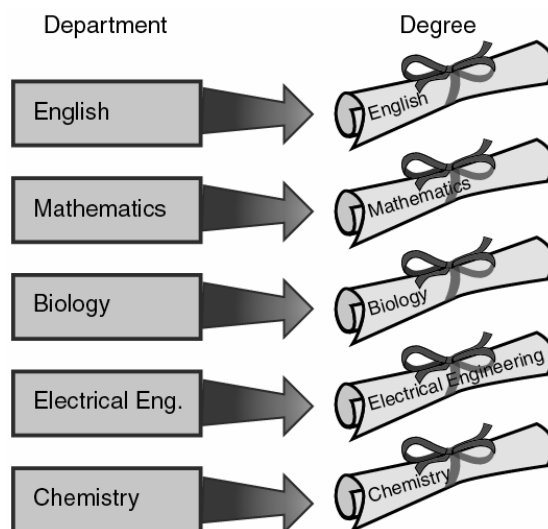 Department Degree
English English
Mathematics Mathematics
Biology Biology
Electrical Eng. Electrical Engineering
Chemistry Chemistry